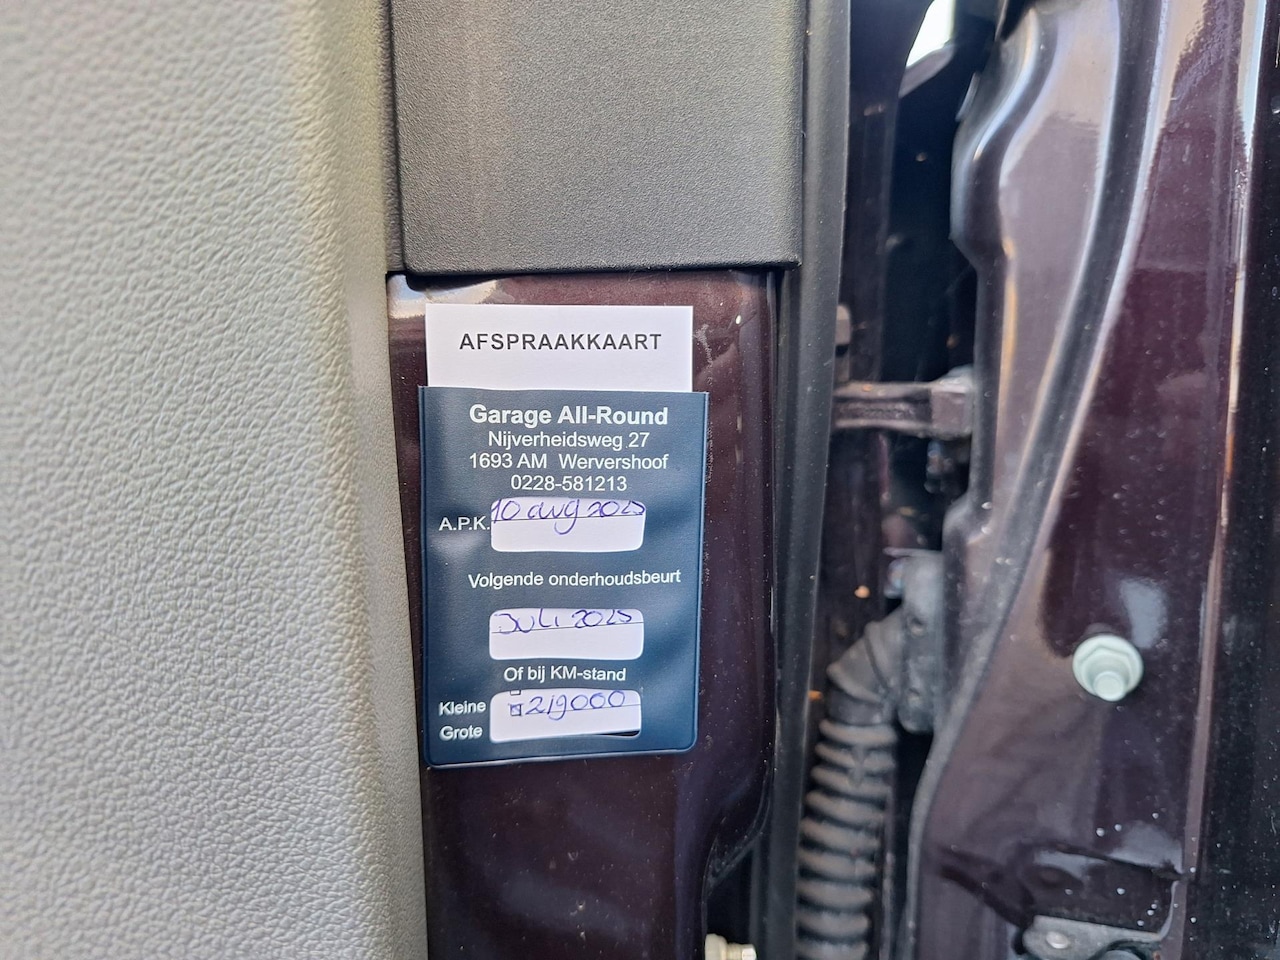 AFSPRAAKKAART
Garage All-Round
Nijverheidsweg 27
1693 AM Wervershoof
0228-581213
A.P.K. 10 aug 2025
Volgende onderhoudsbeurt
JULI 2025
Of bij KM-stand
Kleine 219000
Grote